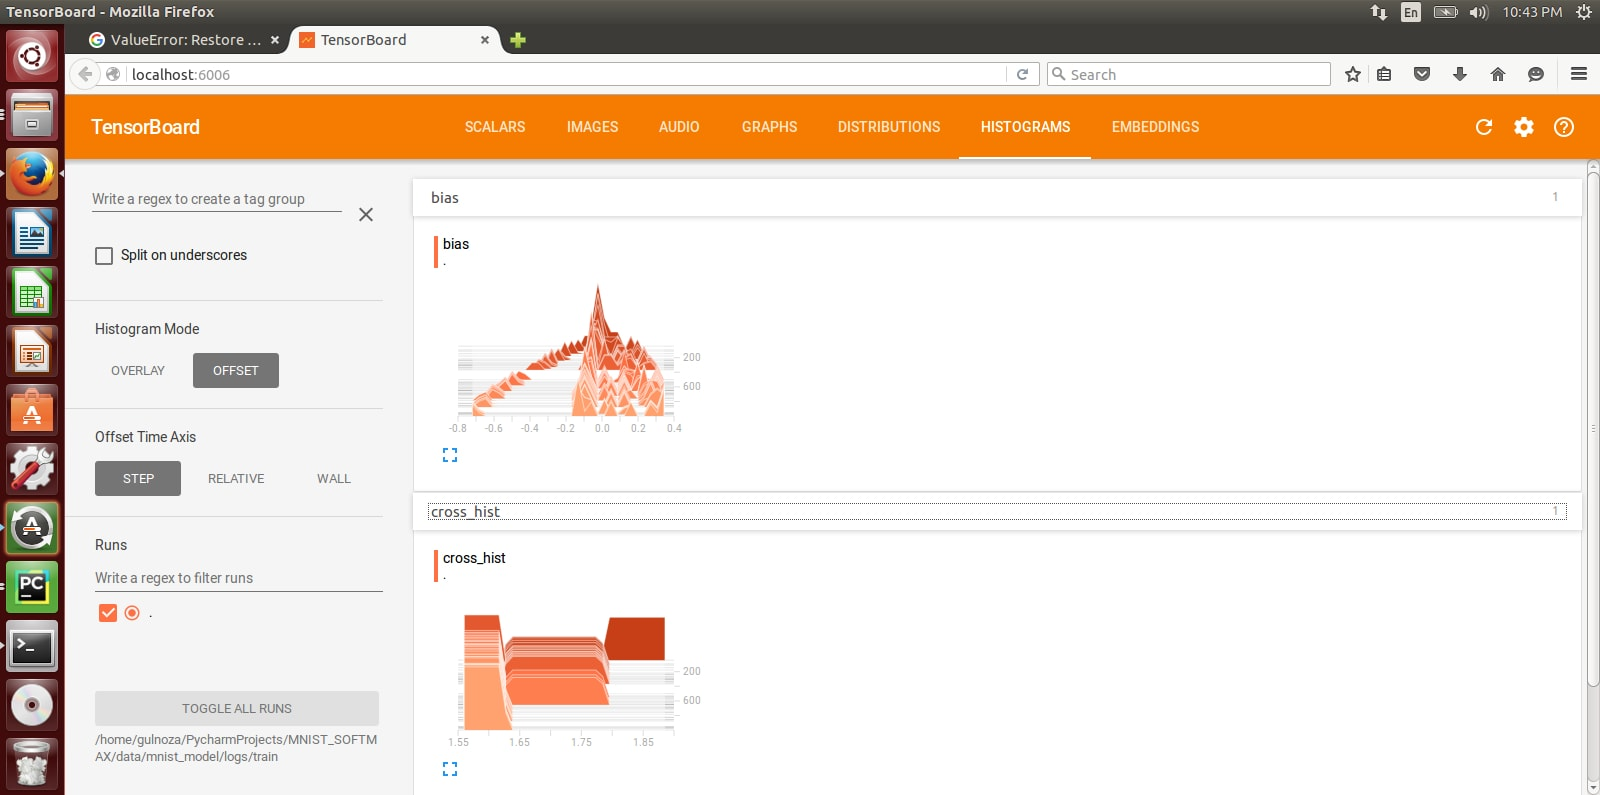 TensorBoard - Mozilla Firefox
En
10:43 PM
ValueError: Restore ...
TensorBoard
localhost:6006
Search
TensorBoard
SCALARS
IMAGES
AUDIO
GRAPHS
DISTRIBUTIONS
HISTOGRAMS
EMBEDDINGS
Write a regex to create a tag group
Split on underscores
Histogram Mode
OVERLAY
OFFSET
Offset Time Axis
STEP
RELATIVE
WALL
Runs
Write a regex to filter runs
.
TOGGLE ALL RUNS
/home/gulnoza/PycharmProjects/MNIST_SOFTM
AX/data/mnist_model/logs/train
bias 1
bias
.
200
600
-0.8 -0.6 -0.4 -0.2 0.0 0.2 0.4
cross_hist 1
cross_hist
.
200
600
1.55 1.65 1.75 1.85
PC
>_